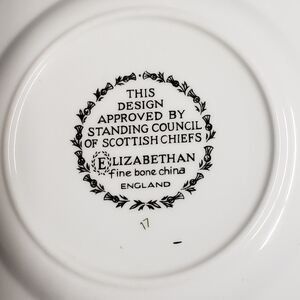 THIS
DESIGN
APPROVED BY
STANDING COUNCIL
OF SCOTTISH CHIEFS
ELIZABETHAN
fine bone china
ENGLAND
17